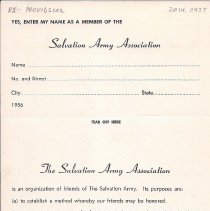 RI - PROVIDENCE 2014.0437
YES, ENTER MY NAME AS A MEMBER OF THE
Salvation Army Association
Name
No. and Street
City State
1956
TEAR OFF HERE
The Salvation Army Association
is an organization of friends of The Salvation Army. Its purposes are:
(a) to establish a method whereby our friends may be honored.